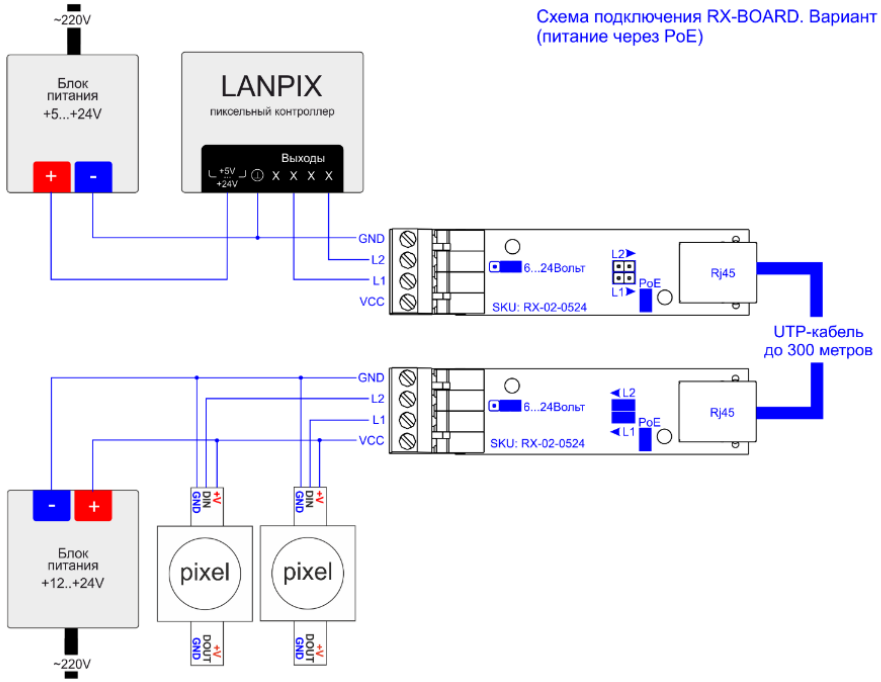 ~220V
Схема подключения RX-BOARD. Вариант
(питание через PoE)
Блок
питания
+5...+24V
+ -
LANPIX
пиксельный контроллер
Выходы
+5V
...
+24V
X X X X
GND
L2
L1
VCC
6...24Вольт
SKU: RX-02-0524
L2
L1
PoE
Rj45
UTP-кабель
до 300 метров
GND
L2
L1
VCC
6...24Вольт
SKU: RX-02-0524
L2
L1
PoE
Rj45
- +
Блок
питания
+12..+24V
~220V
GND
DIN
+V
pixel
GND
DOUT
+V
GND
DIN
+V
pixel
GND
DOUT
+V